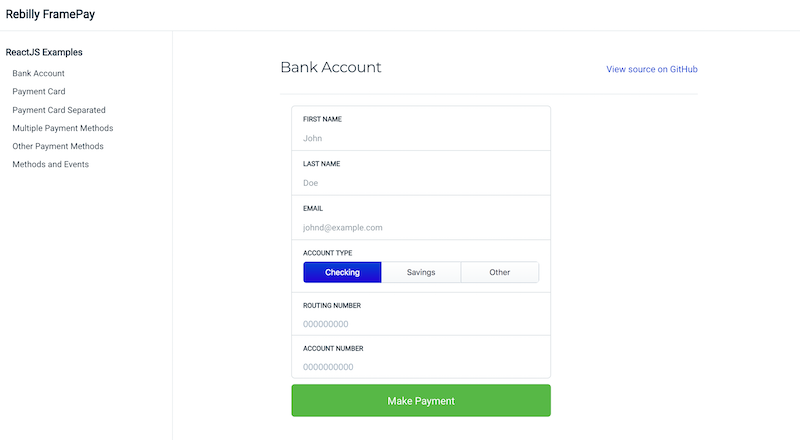 Rebilly FramePay
ReactJS Examples
Bank Account
Payment Card
Payment Card Separated
Multiple Payment Methods
Other Payment Methods
Methods and Events
Bank Account
View source on GitHub
FIRST NAME
John
LAST NAME
Doe
EMAIL
johnd@example.com
ACCOUNT TYPE
Checking Savings Other
ROUTING NUMBER
000000000
ACCOUNT NUMBER
0000000000
Make Payment